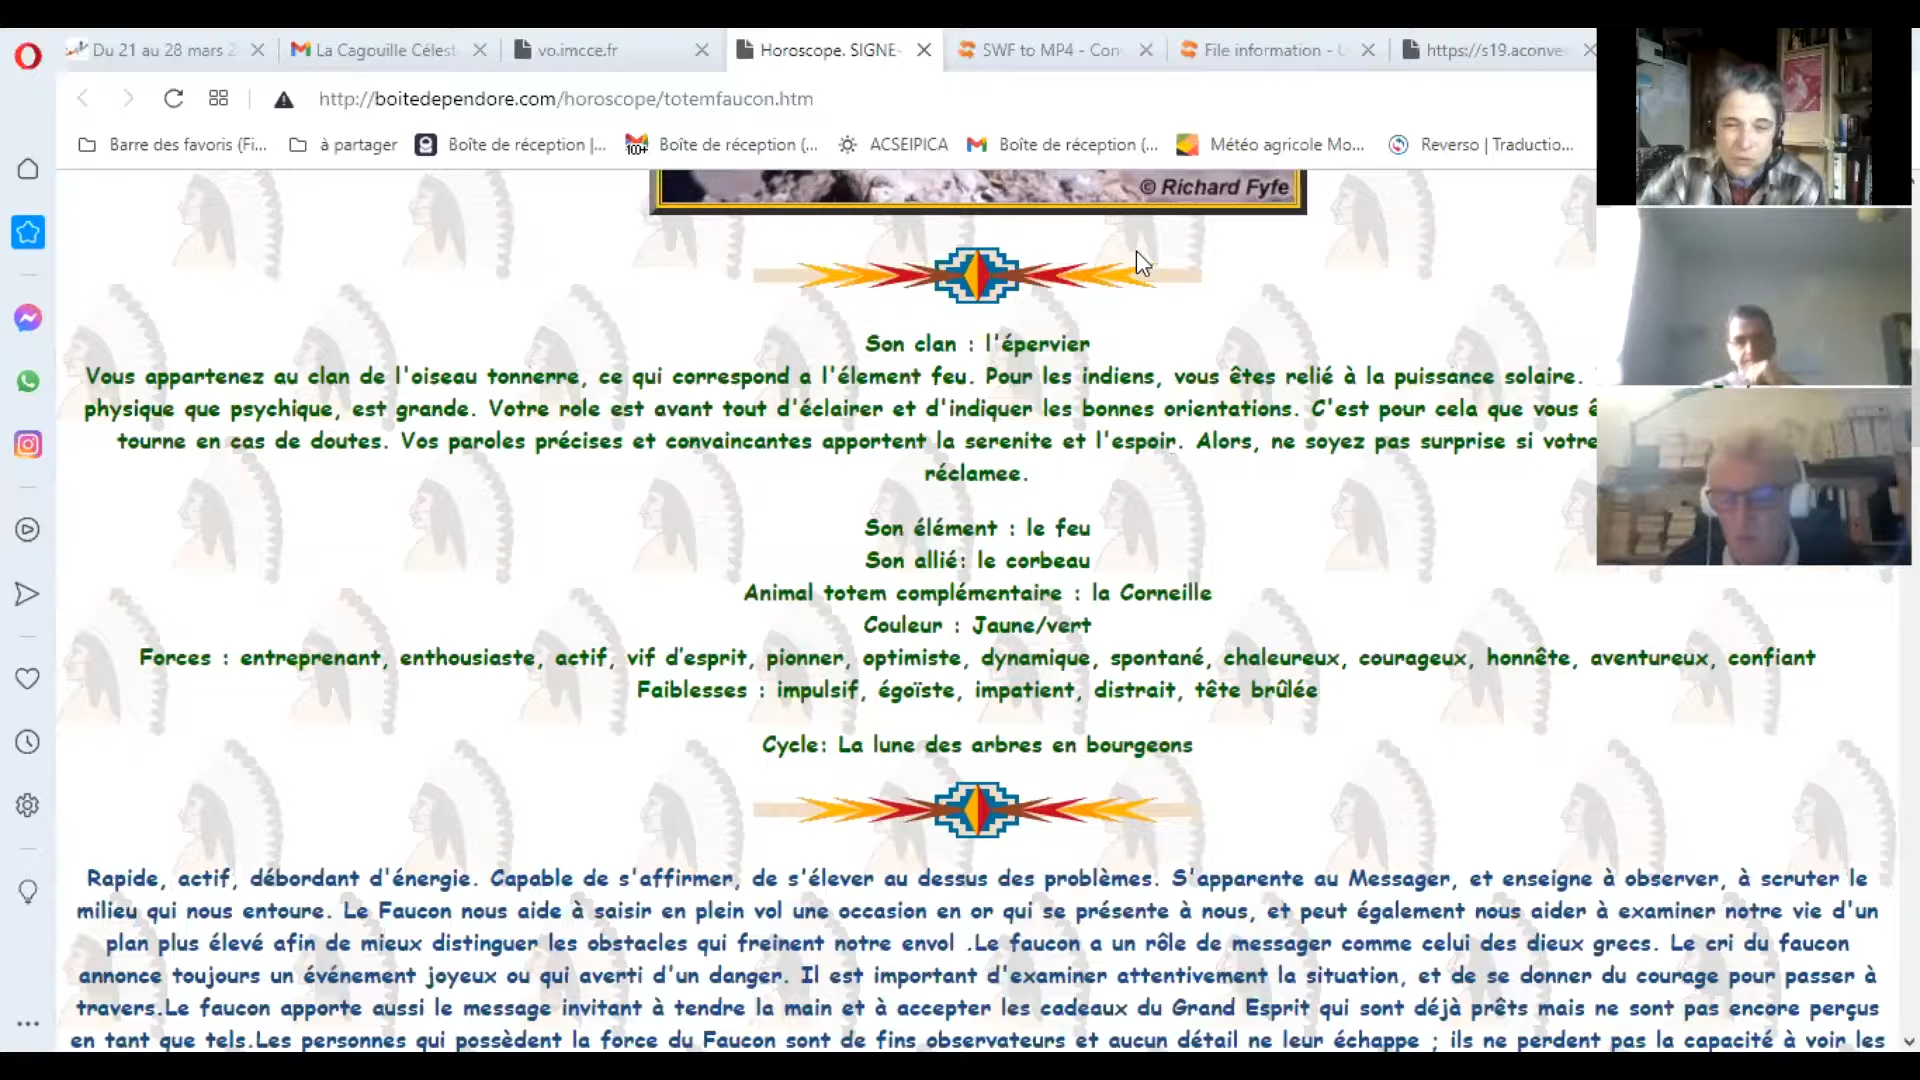 Du 21 au 28 mars 2
La Cagouille Célest
vo.imcce.fr
Horoscope. SIGNE-
SWF to MP4 - Con
File information - U
https://s19.aconve
http://boitedependore.com/horoscope/totemfaucon.htm
Barre des favoris (Fi...
à partager
Boîte de réception |...
100+
Boîte de réception (...
ACSEIPICA
Boîte de réception (...
Météo agricole Mo...
Reverso | Traductio...
© Richard Fyfe
Son clan : l'épervier
Vous appartenez au clan de l'oiseau tonnerre, ce qui correspond a l'élement feu. Pour les indiens, vous êtes relié à la puissance solaire.
physique que psychique, est grande. Votre role est avant tout d'éclairer et d'indiquer les bonnes orientations. C'est pour cela que vous ê
tourne en cas de doutes. Vos paroles précises et convaincantes apportent la serenite et l'espoir. Alors, ne soyez pas surprise si votre
réclamee.
Son élément : le feu
Son allié: le corbeau
Animal totem complémentaire : la Corneille
Couleur : Jaune/vert
Forces : entreprenant, enthousiaste, actif, vif d'esprit, pionner, optimiste, dynamique, spontané, chaleureux, courageux, honnête, aventureux, confiant
Faiblesses : impulsif, égoïste, impatient, distrait, tête brûlée
Cycle: La lune des arbres en bourgeons
Rapide, actif, débordant d'énergie. Capable de s'affirmer, de s'élever au dessus des problèmes. S'apparente au Messager, et enseigne à observer, à scruter le
milieu qui nous entoure. Le Faucon nous aide à saisir en plein vol une occasion en or qui se présente à nous, et peut également nous aider à examiner notre vie d'un
plan plus élevé afin de mieux distinguer les obstacles qui freinent notre envol .Le faucon a un rôle de messager comme celui des dieux grecs. Le cri du faucon
annonce toujours un événement joyeux ou qui averti d'un danger. Il est important d'examiner attentivement la situation, et de se donner du courage pour passer à
travers.Le faucon apporte aussi le message invitant à tendre la main et à accepter les cadeaux du Grand Esprit qui sont déjà prêts mais ne sont pas encore perçus
en tant que tels.Les personnes qui possèdent la force du Faucon sont de fins observateurs et aucun détail ne leur échappe ; ils ne perdent pas la capacité à voir les